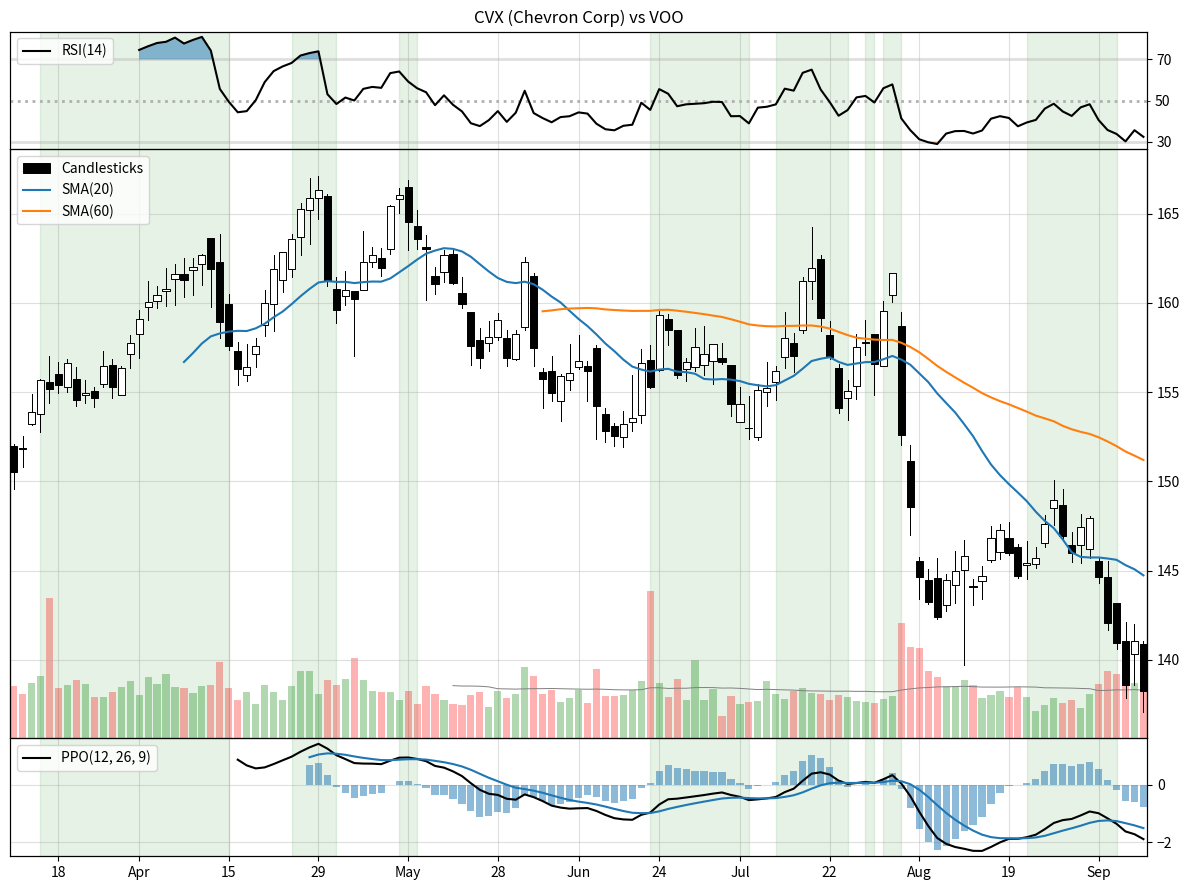 CVX (Chevron Corp) vs VOO
RSI(14)
70
50
30
Candlesticks
SMA(20)
SMA(60)
165
160
155
150
145
140
PPO(12, 26, 9)
0
−2
18 Apr 15 29 May 28 Jun 24 Jul 22 Aug 19 Sep